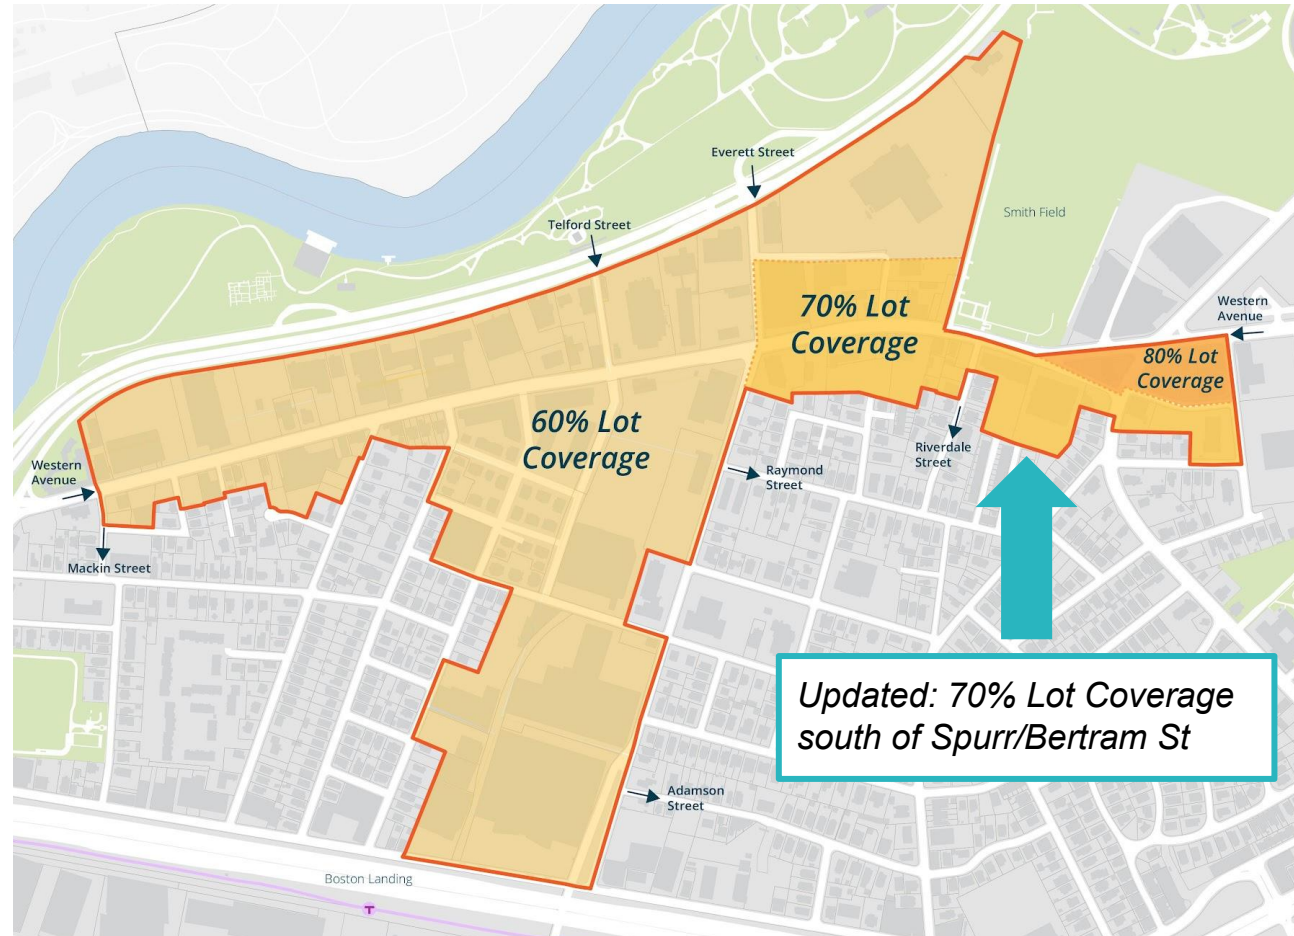 Everett Street
Telford Street
Smith Field
70% Lot
Coverage
Western
Avenue
80% Lot
Coverage
60% Lot
Coverage
Western
Avenue
Riverdale
Street
Raymond
Street
Mackin Street
Updated: 70% Lot Coverage
south of Spurr/Bertram St
Adamson
Street
Boston Landing
T